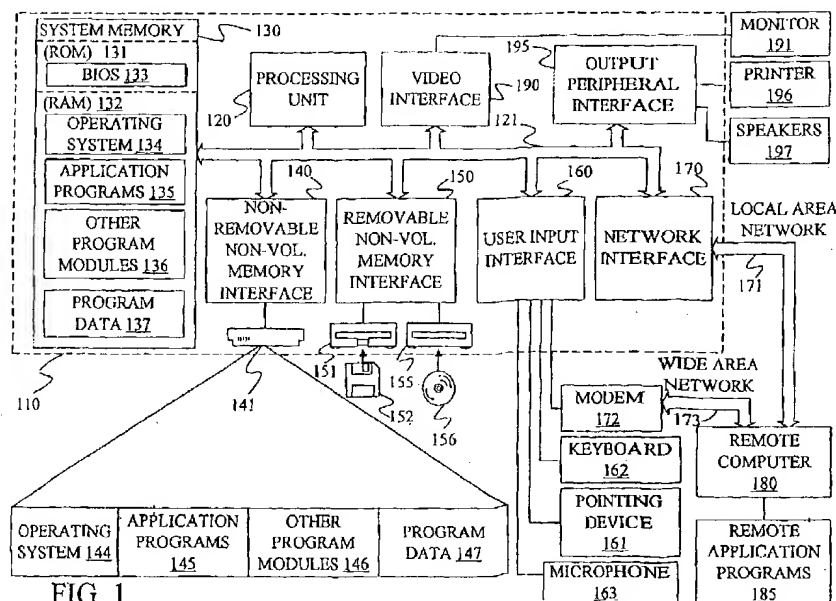 SYSTEM MEMORY
130
(ROM) 131
BIOS 133
(RAM) 132
OPERATING
SYSTEM 134
APPLICATION
PROGRAMS 135
OTHER
PROGRAM
MODULES 136
PROGRAM
DATA 137
110
PROCESSING
UNIT
120
VIDEO
INTERFACE
190
195
OUTPUT
PERIPHERAL
INTERFACE
121
MONITOR
191
PRINTER
196
SPEAKERS
197
140
NON-
REMOVABLE
NON-VOL.
MEMORY
INTERFACE
150
REMOVABLE
NON-VOL.
MEMORY
INTERFACE
160
USER INPUT
INTERFACE
170
NETWORK
INTERFACE
LOCAL AREA
NETWORK
171
141
151
152
155
156
WIDE AREA
NETWORK
173
MODEM
172
KEYBOARD
162
POINTING
DEVICE
161
MICROPHONE
163
REMOTE
COMPUTER
180
REMOTE
APPLICATION
PROGRAMS
185
OPERATING
SYSTEM 144
APPLICATION
PROGRAMS
145
OTHER
PROGRAM
MODULES 146
PROGRAM
DATA 147
FIG. 1